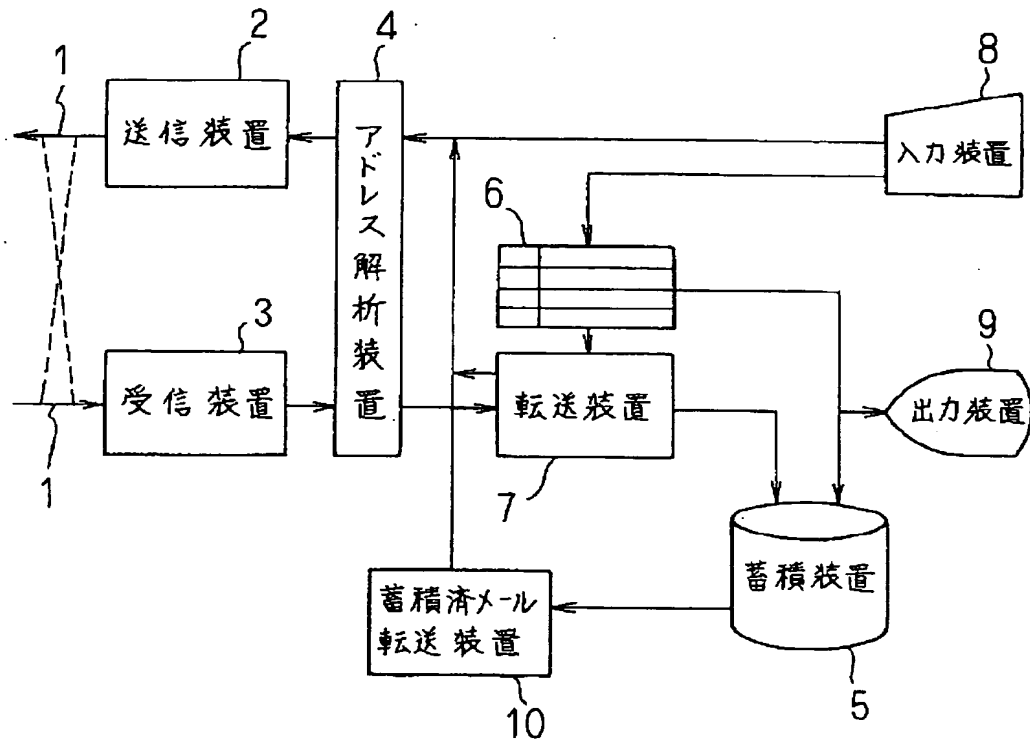 1
2
4
8
送信装置
アドレス解析装置
入力装置
6
3
9
受信装置
転送装置
出力装置
1
7
蓄積装置
蓄積済メール
転送装置
10
5